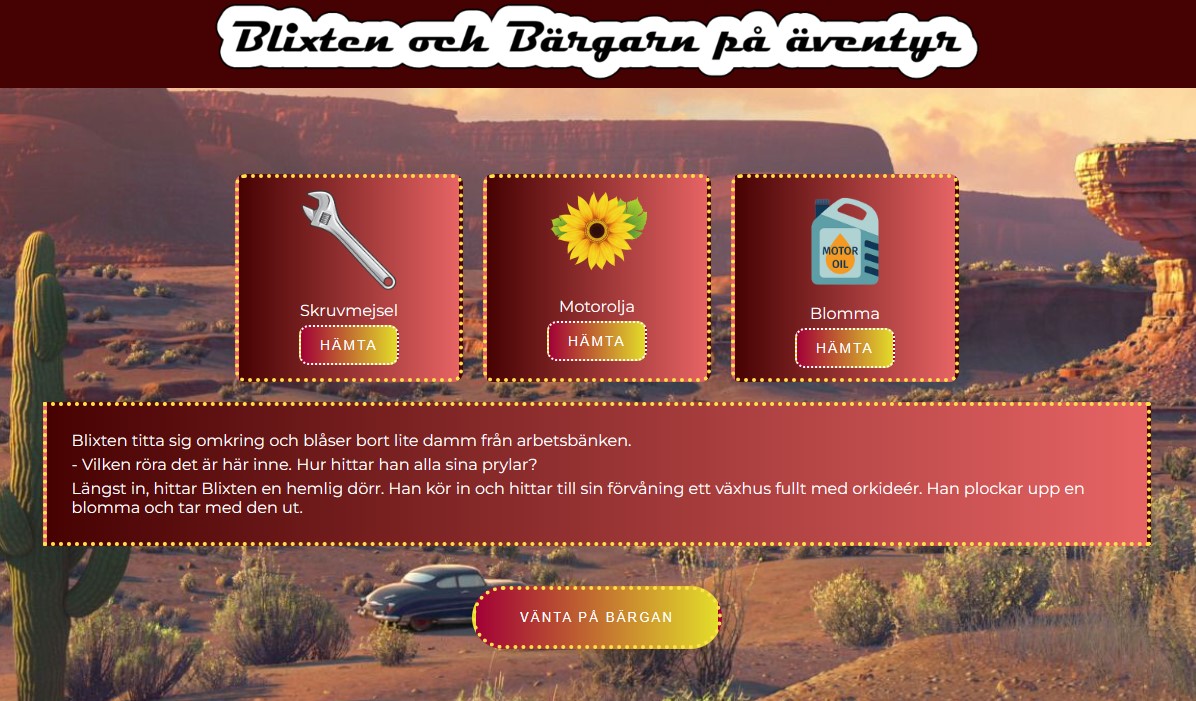 Blixten och Bärgarn på äventyr
MOTOR
OIL
Skruvmejsel
Motorolja
Blomma
HÄMTA
HÄMTA
HÄMTA
Blixten titta sig omkring och blåser bort lite damm från arbetsbänken.
- Vilken röra det är här inne. Hur hittar han alla sina prylar?
Längst in, hittar Blixten en hemlig dörr. Han kör in och hittar till sin förvåning ett växhus fullt med orkideér. Han plockar upp en
blomma och tar med den ut.
VÄNTA PÅ BÄRGAN